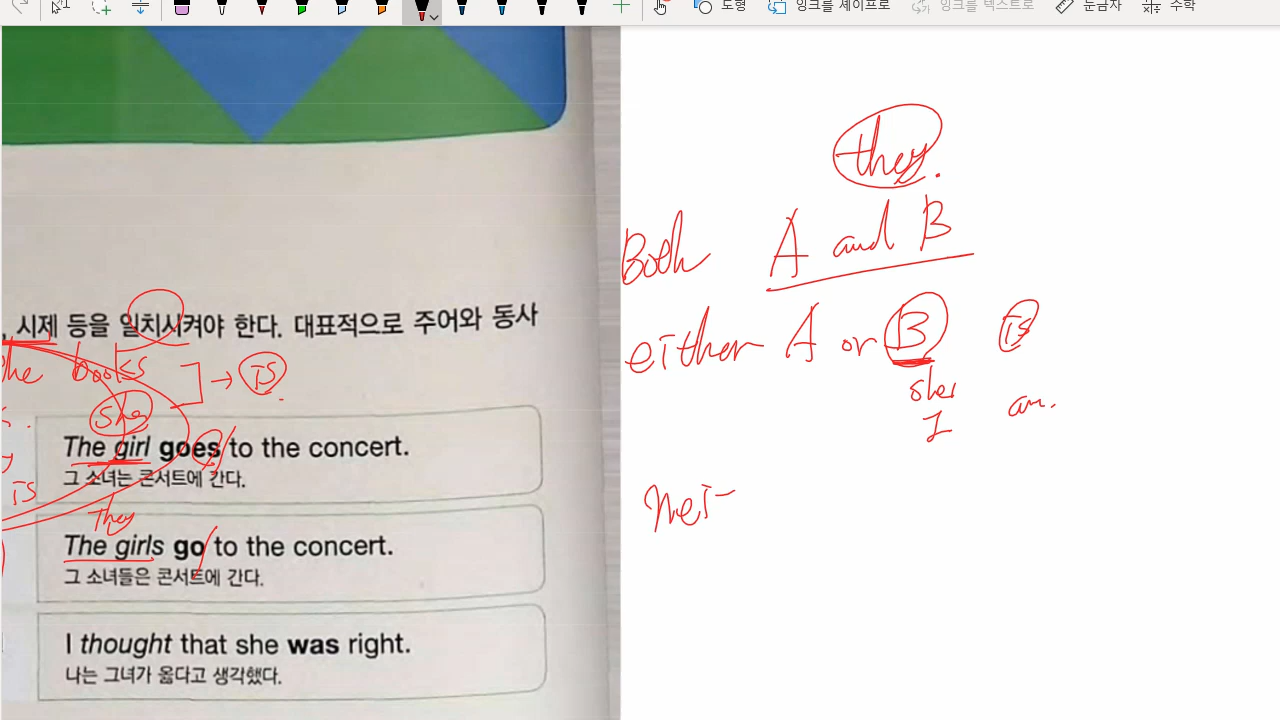 도형
잉크를 셰이프로
잉크를 텍스트로
눈금자
수학
, 시제 등을 일치시켜야 한다. 대표적으로 주어와 동사
the books
→ is
she
The girl goes to the concert.
그 소녀는 콘서트에 간다.
is
They
The girls go to the concert.
그 소녀들은 콘서트에 간다.
I thought that she was right.
나는 그녀가 옳다고 생각했다.
they.
Both A and B
either A or B is
she
I am.
nei